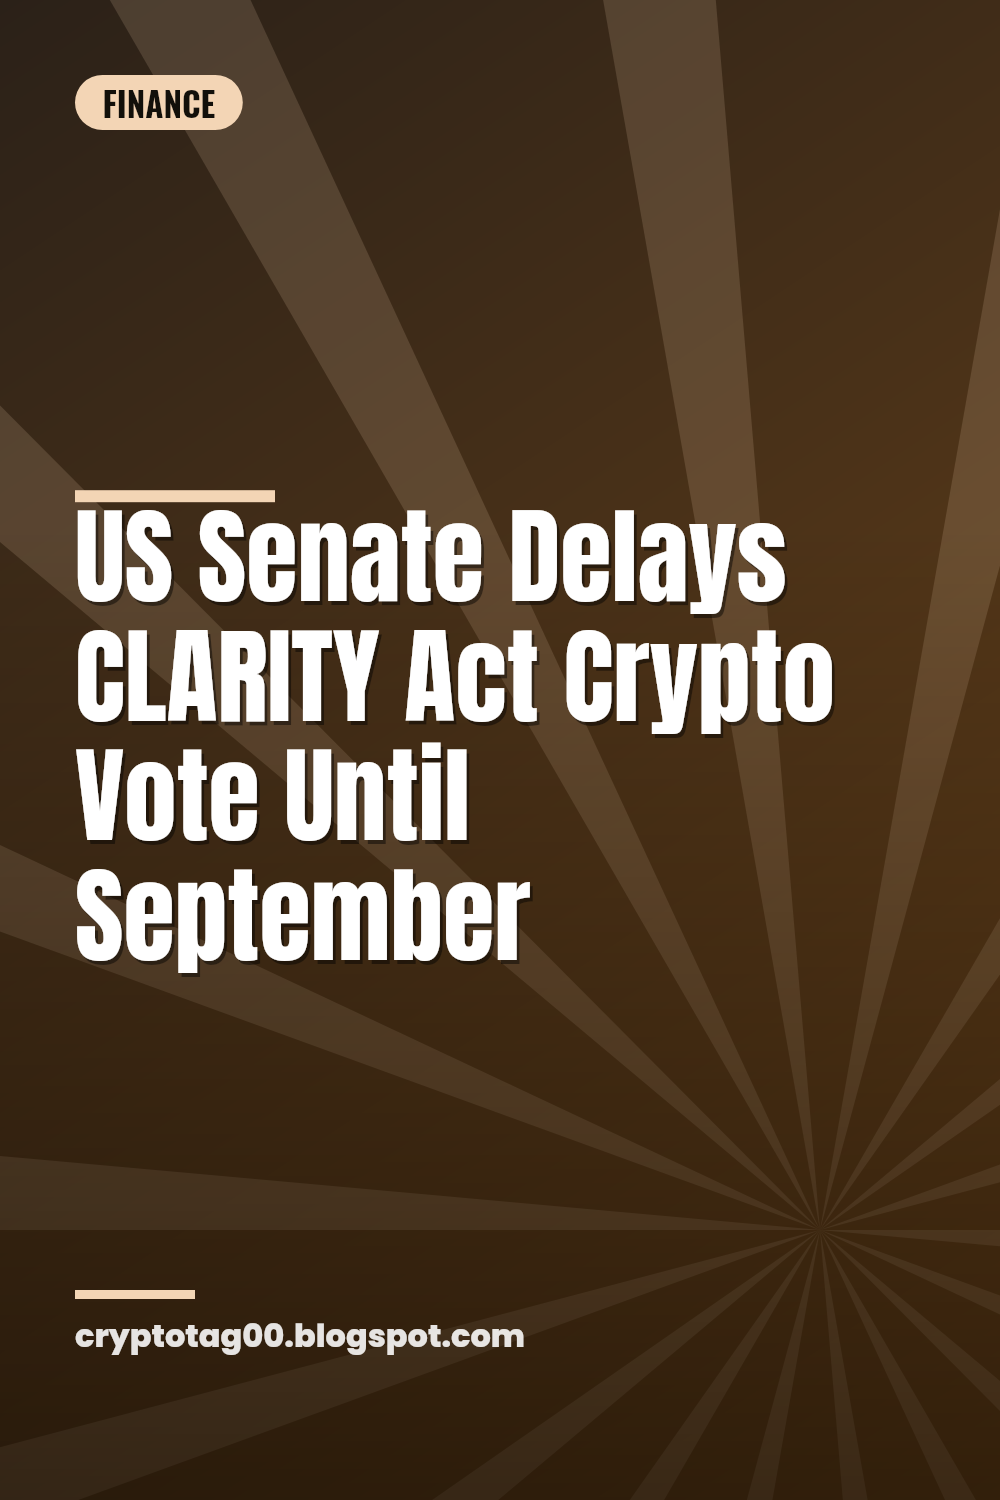 FINANCE
US Senate Delays
CLARITY Act Crypto
Vote Until
September
cryptotag00.blogspot.com